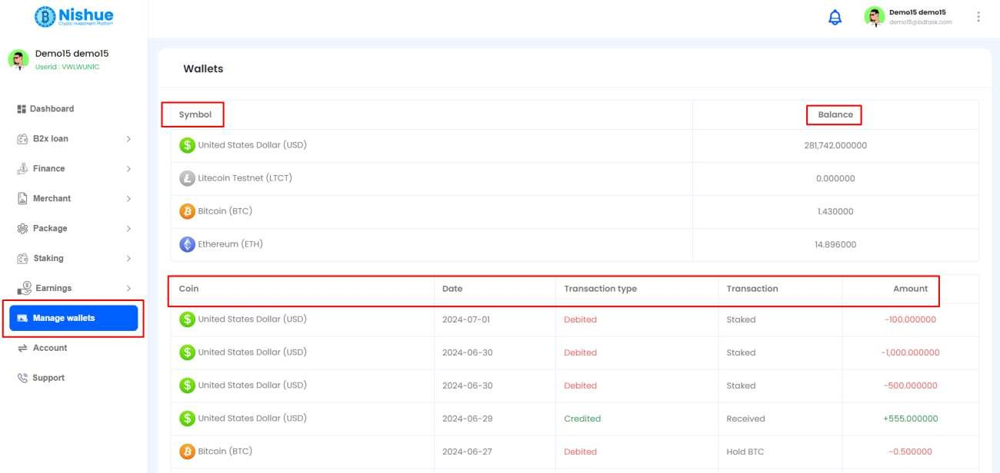 Nishue
Crypto Investment Platform
Demo15 demo15
demo15@bdtask.com
Demo15 demo15
Userid : VWLWUN1C
Dashboard
B2x loan
Finance
Merchant
Package
Staking
Earnings
Manage wallets
Account
Support
Wallets
Symbol Balance
United States Dollar (USD) 281,742.000000
Litecoin Testnet (LTCT) 0.000000
Bitcoin (BTC) 1.430000
Ethereum (ETH) 14.896000
Coin Date Transaction type Transaction Amount
United States Dollar (USD) 2024-07-01 Debited Staked -100.000000
United States Dollar (USD) 2024-06-30 Debited Staked -1,000.000000
United States Dollar (USD) 2024-06-30 Debited Staked -500.000000
United States Dollar (USD) 2024-06-29 Credited Received +555.000000
Bitcoin (BTC) 2024-06-27 Debited Hold BTC -0.500000